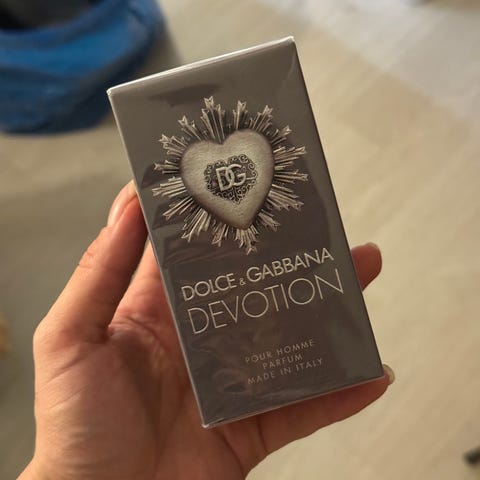 DG
DOLCE & GABBANA
DEVOTION
POUR HOMME
PARFUM
MADE IN ITALY